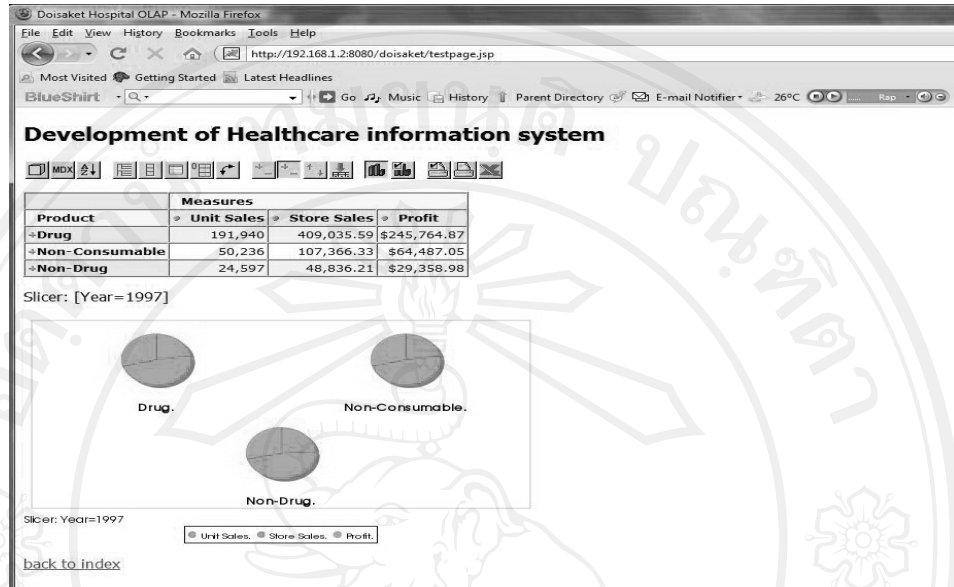 Doisaket Hospital OLAP - Mozilla Firefox
File Edit View History Bookmarks Tools Help
http://192.168.1.2:8080/doisaket/testpage.jsp
Most Visited Getting Started Latest Headlines
BlueShirt Go Music History Parent Directory E-mail Notifier 26°C Rap
Development of Healthcare information system
MDX
Measures
Product Unit Sales Store Sales Profit
Drug 191,940 409,035.59 $245,764.87
Non-Consumable 50,236 107,366.33 $64,487.05
Non-Drug 24,597 48,836.21 $29,358.98
Slicer: [Year=1997]
Drug. Non-Consumable.
Non-Drug.
Slicer: Year=1997
Unit Sales. Store Sales. Profit.
back to index